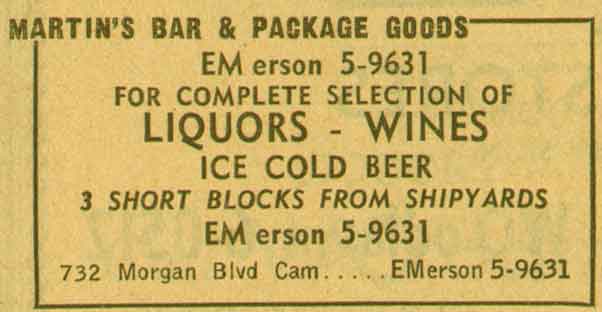 MARTIN'S BAR & PACKAGE GOODS
EM erson 5-9631
FOR COMPLETE SELECTION OF
LIQUORS - WINES
ICE COLD BEER
3 SHORT BLOCKS FROM SHIPYARDS
EM erson 5-9631
732 Morgan Blvd Cam.....EMerson 5-9631